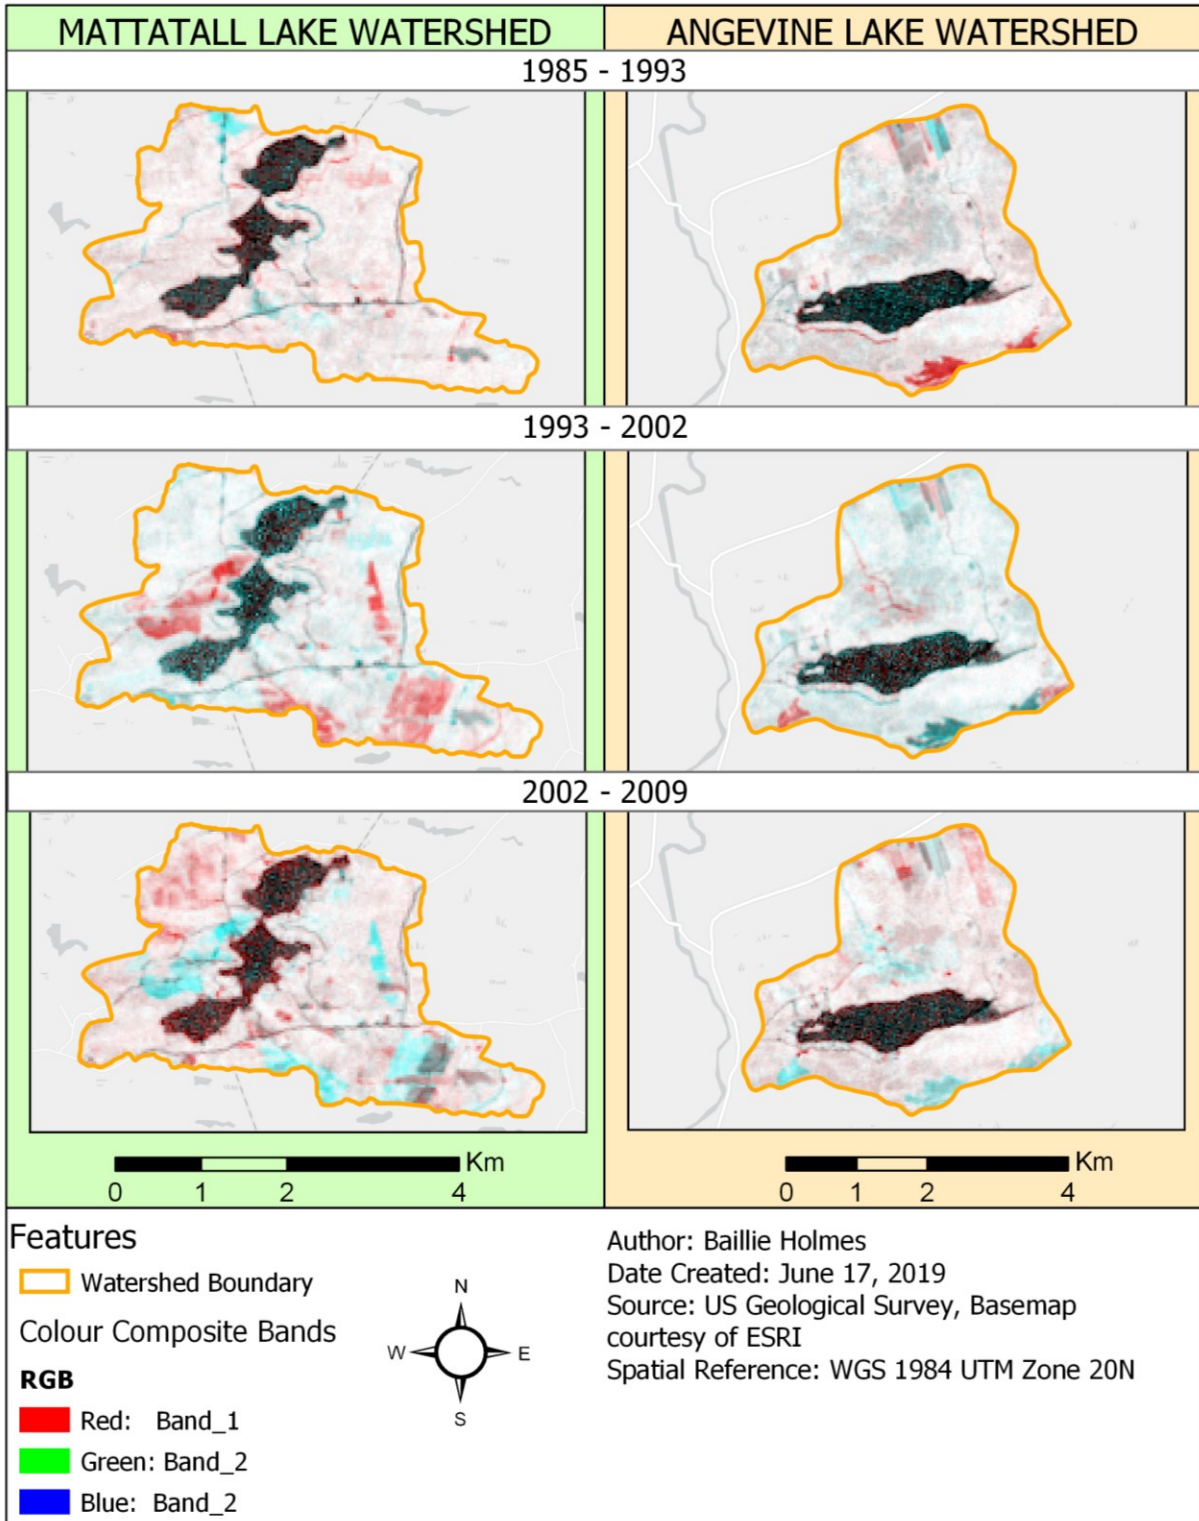 MATTATALL LAKE WATERSHED
ANGEVINE LAKE WATERSHED
1985 - 1993
1993 - 2002
2002 - 2009
Km
0 1 2 4
Km
0 1 2 4
Features
Watershed Boundary
Colour Composite Bands
RGB
Red: Band_1
Green: Band_2
Blue: Band_2
N
W E
S
Author: Baillie Holmes
Date Created: June 17, 2019
Source: US Geological Survey, Basemap
courtesy of ESRI
Spatial Reference: WGS 1984 UTM Zone 20N